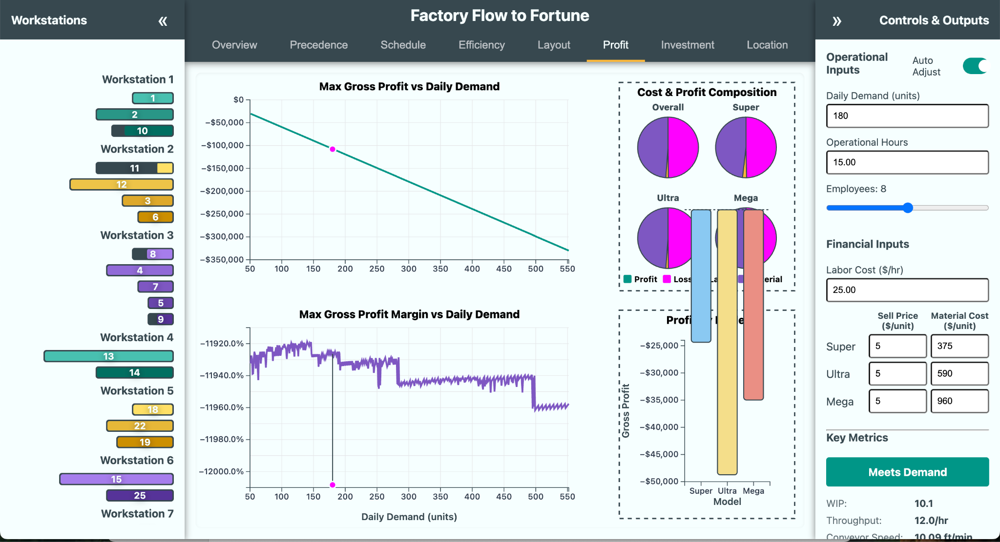 Workstations
«
Factory Flow to Fortune
»
Controls & Outputs
Overview
Precedence
Schedule
Efficiency
Layout
Profit
Investment
Location
Workstation 1
1
2
10
Workstation 2
11
12
3
6
Workstation 3
8
4
7
5
9
Workstation 4
13
14
Workstation 5
18
22
19
Workstation 6
15
25
Workstation 7
Max Gross Profit vs Daily Demand
$0
−$50,000
−$100,000
−$150,000
−$200,000
−$250,000
−$300,000
−$350,000
50 100 150 200 250 300 350 400 450 500 550
Max Gross Profit Margin vs Daily Demand
−11920.0%
−11940.0%
−11960.0%
−11980.0%
−12000.0%
50 100 150 200 250 300 350 400 450 500 550
Daily Demand (units)
Cost & Profit Composition
Overall
Super
Ultra
Mega
Profit
Gross Profit
−$25,000
−$30,000
−$35,000
−$40,000
−$45,000
−$50,000
Super Ultra Mega
Model
Operational
Inputs
Auto
Adjust
Daily Demand (units)
180
Operational Hours
15.00
Employees: 8
Financial Inputs
Labor Cost ($/hr)
25.00
Sell Price
($/unit)
Material Cost
($/unit)
Super 5 375
Ultra 5 590
Mega 5 960
Key Metrics
Meets Demand
WIP: 10.1
Throughput: 12.0/hr
Conveyor Speed: 10.09 ft/min